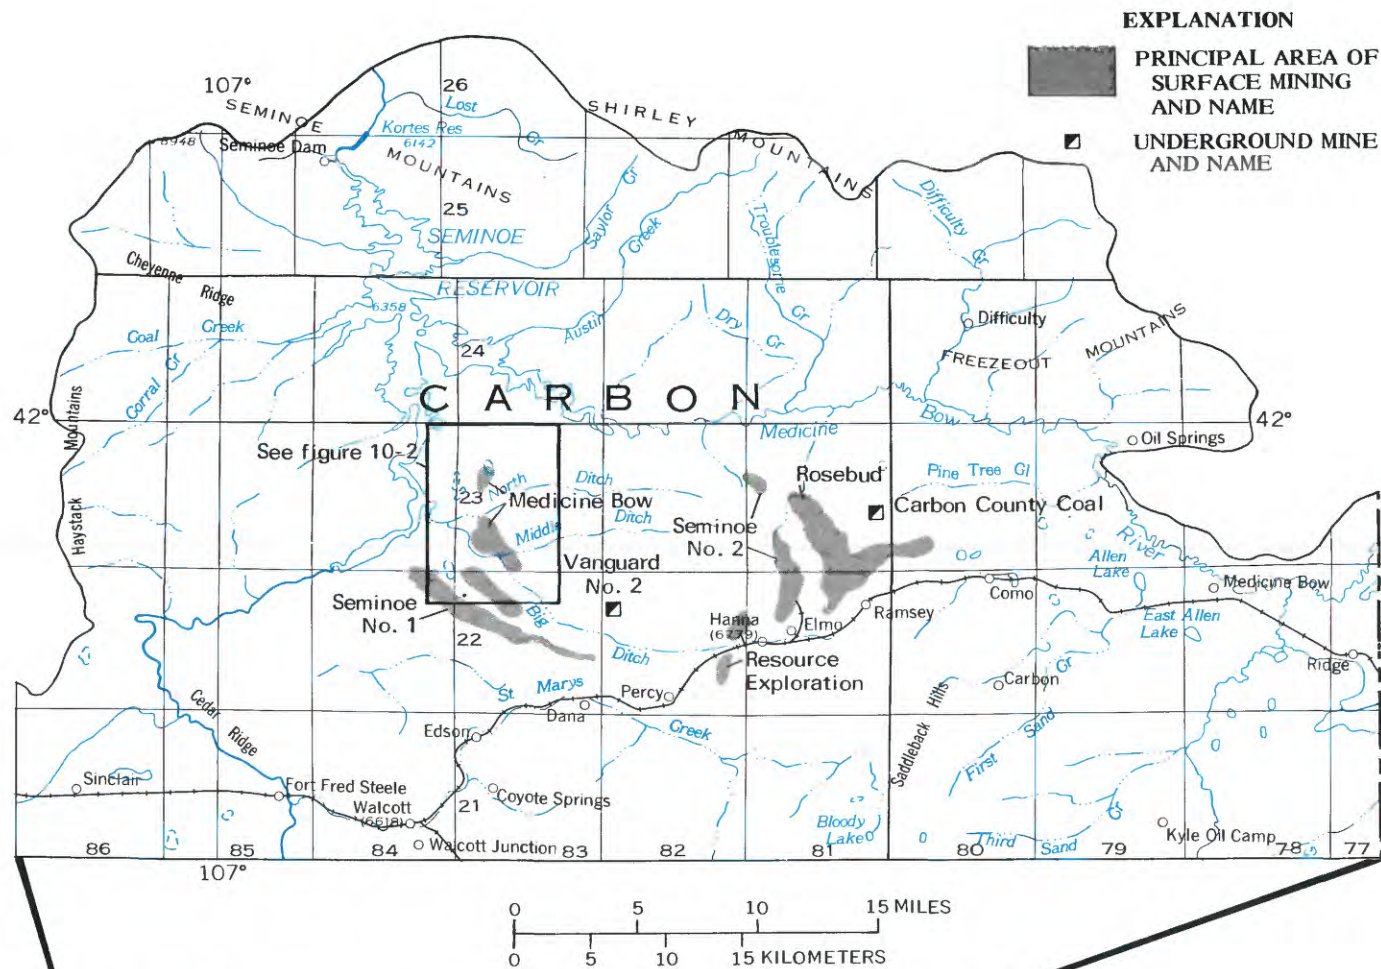 EXPLANATION
PRINCIPAL AREA OF
SURFACE MINING
AND NAME
UNDERGROUND MINE
AND NAME
107°
26
SEMINOE
Lost
Cr
SHIRLEY
Kortes Res
6142
6948
Seminoe Dam
MOUNTAINS
MOUNTAINS
25
SEMINOE
Saylor
Cr
Creek
Troublesome
Difficulty
Cr
Cheyenne
Ridge
RESERVOIR
6358
Austin
Dry
Cr
Cr
Difficulty
FREEZEOUT
MOUNTAINS
Coal
Creek
Corral
Cr
24
CARBON
42°
42°
Haystack
Mountains
Medicine
Bow
River
Oil Springs
See figure 10-2
North
Ditch
23
Medicine Bow
Middle
Ditch
Rosebud
Pine Tree Gl
Seminoe
No. 2
Carbon County Coal
Vanguard
No. 2
Allen
Lake
Medicine Bow
Seminoe
No. 1
22
Big
Ditch
Hanna
(6779)
Elmo
Ramsey
Como
East Allen
Lake
Ridge
Resource
Exploration
St Marys
Creek
Percy
Dana
Edson
Carbon
Cr
Saddleback Hills
First
Sand
Cedar
Ridge
Sinclair
Fort Fred Steele
Walcott
(6618)
21
Coyote Springs
Walcott Junction
Bloody
Lake
Third
Sand
Cr
Kyle Oil Camp
86
85
84
83
82
81
80
79
78
77
107°
0
5
10
15 MILES
0
5
10
15 KILOMETERS